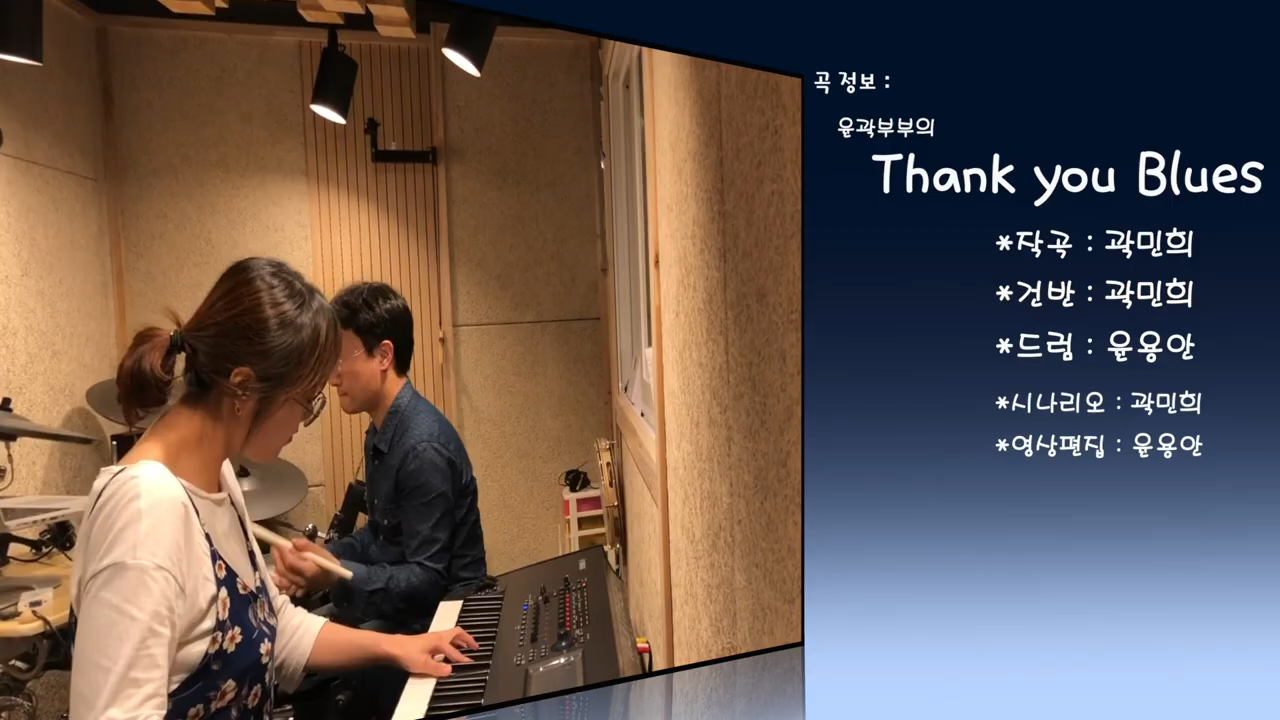 곡 정보 :
윤곽부부의
Thank you Blues
*작곡 : 곽민희
*건반 : 곽민희
*드럼 : 윤용안
*시나리오 : 곽민희
*영상편집 : 윤용안